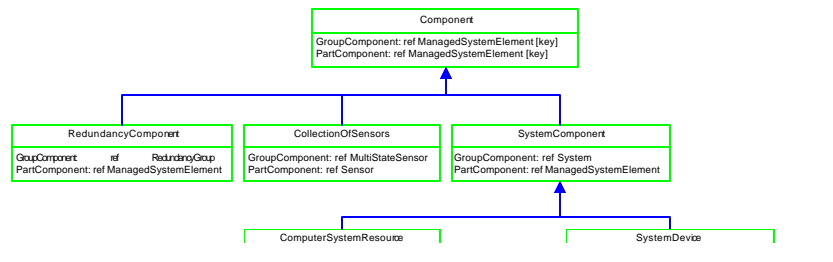 Component
GroupComponent: ref ManagedSystemElement [key]
PartComponent: ref ManagedSystemElement [key]
RedundancyComponent
GroupComponent: ref RedundancyGroup
PartComponent: ref ManagedSystemElement
CollectionOfSensors
GroupComponent: ref MultiStateSensor
PartComponent: ref Sensor
SystemComponent
GroupComponent: ref System
PartComponent: ref ManagedSystemElement
ComputerSystemResource
SystemDevice